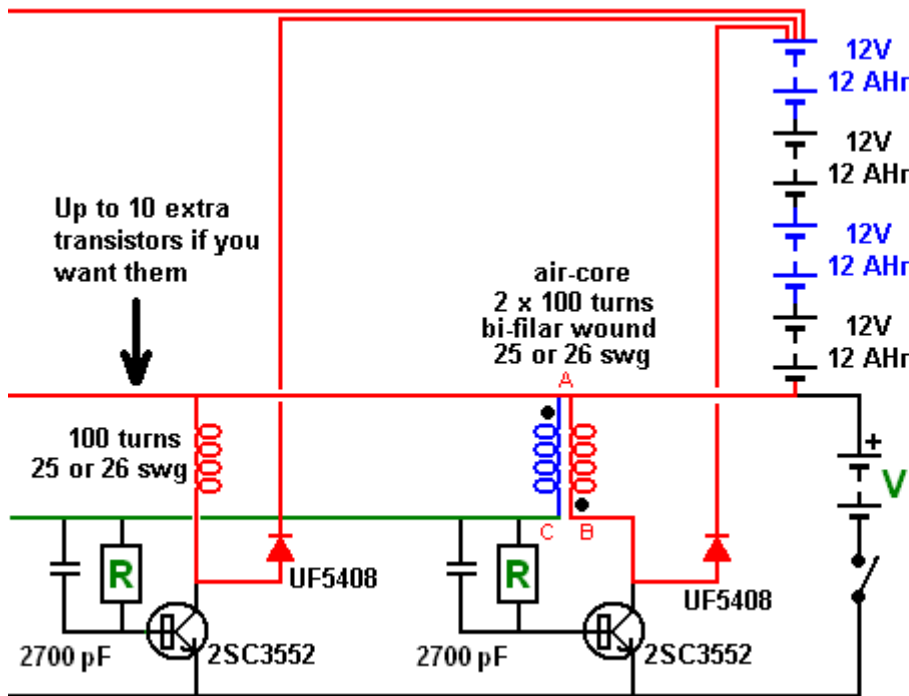 12V
12 AHr
12V
12 AHr
Up to 10 extra
transistors if you
want them
12V
12 AHr
air-core
2 x 100 turns
bi-filar wound
25 or 26 swg
12V
12 AHr
A
100 turns
25 or 26 swg
+
V
C
B
R
UF5408
R
UF5408
2700 pF
2SC3552
2700 pF
2SC3552